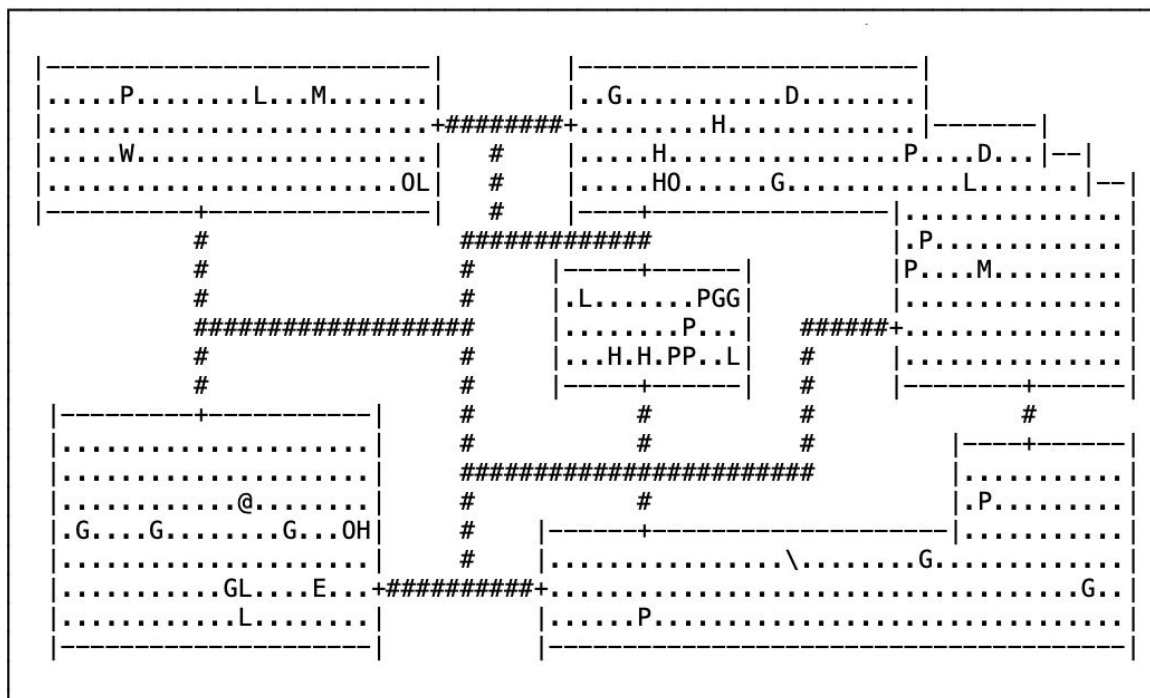 |--------------------------|        |-----------------------|
|.....P........L...M.......|        |..G...........D........|
|..........................+########+.........H.............|-------|
|.....W....................|   #    |.....H................P....D...|--|
|........................OL|   #    |.....HO......G............L.......|--|
|----------+---------------|   #    |----+----------------|...............|
           #                 #############                |.P.............|
           #                 #     |-----+------|         |P....M.........|
           #                 #     |.L.......PGG|         |...............|
           ###################     |........P...|   ######+...............|
           #                 #     |...H.H.PP..L|   #     |...............|
           #                 #     |-----+------|   #     |--------+------|
 |---------+-----------|     #           #          #              #
 |.....................|     #           #          #         |----+------|
 |.....................|     ########################         |...........|
 |............@........|     #           #                    |.P.........|
 |.G....G........G...OH|     #    |------+--------------------|...........|
 |.....................|     #    |................\........G.............|
 |...........GL....E...+##########+....................................G..|
 |............L........|          |......P................................|
 |---------------------|          |---------------------------------------|